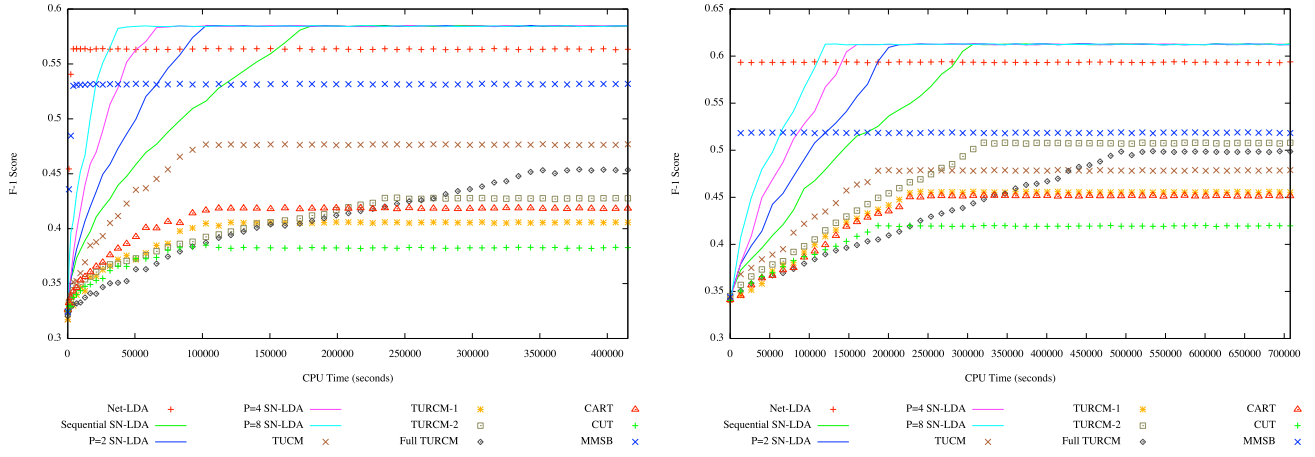 0.6
0.55
0.5
0.45
0.4
0.35
0.3
F-1 Score
0 50000 100000 150000 200000 250000 300000 350000 400000
CPU Time (seconds)
Net-LDA P=4 SN-LDA TURCM-1 CART
Sequential SN-LDA P=8 SN-LDA TURCM-2 CUT
P=2 SN-LDA TUCM Full TURCM MMSB
0.65
0.6
0.55
0.5
0.45
0.4
0.35
0.3
F-1 Score
0 50000 100000 150000 200000 250000 300000 350000 400000 450000 500000 550000 600000 650000 700000
CPU Time (seconds)
Net-LDA P=4 SN-LDA TURCM-1 CART
Sequential SN-LDA P=8 SN-LDA TURCM-2 CUT
P=2 SN-LDA TUCM Full TURCM MMSB